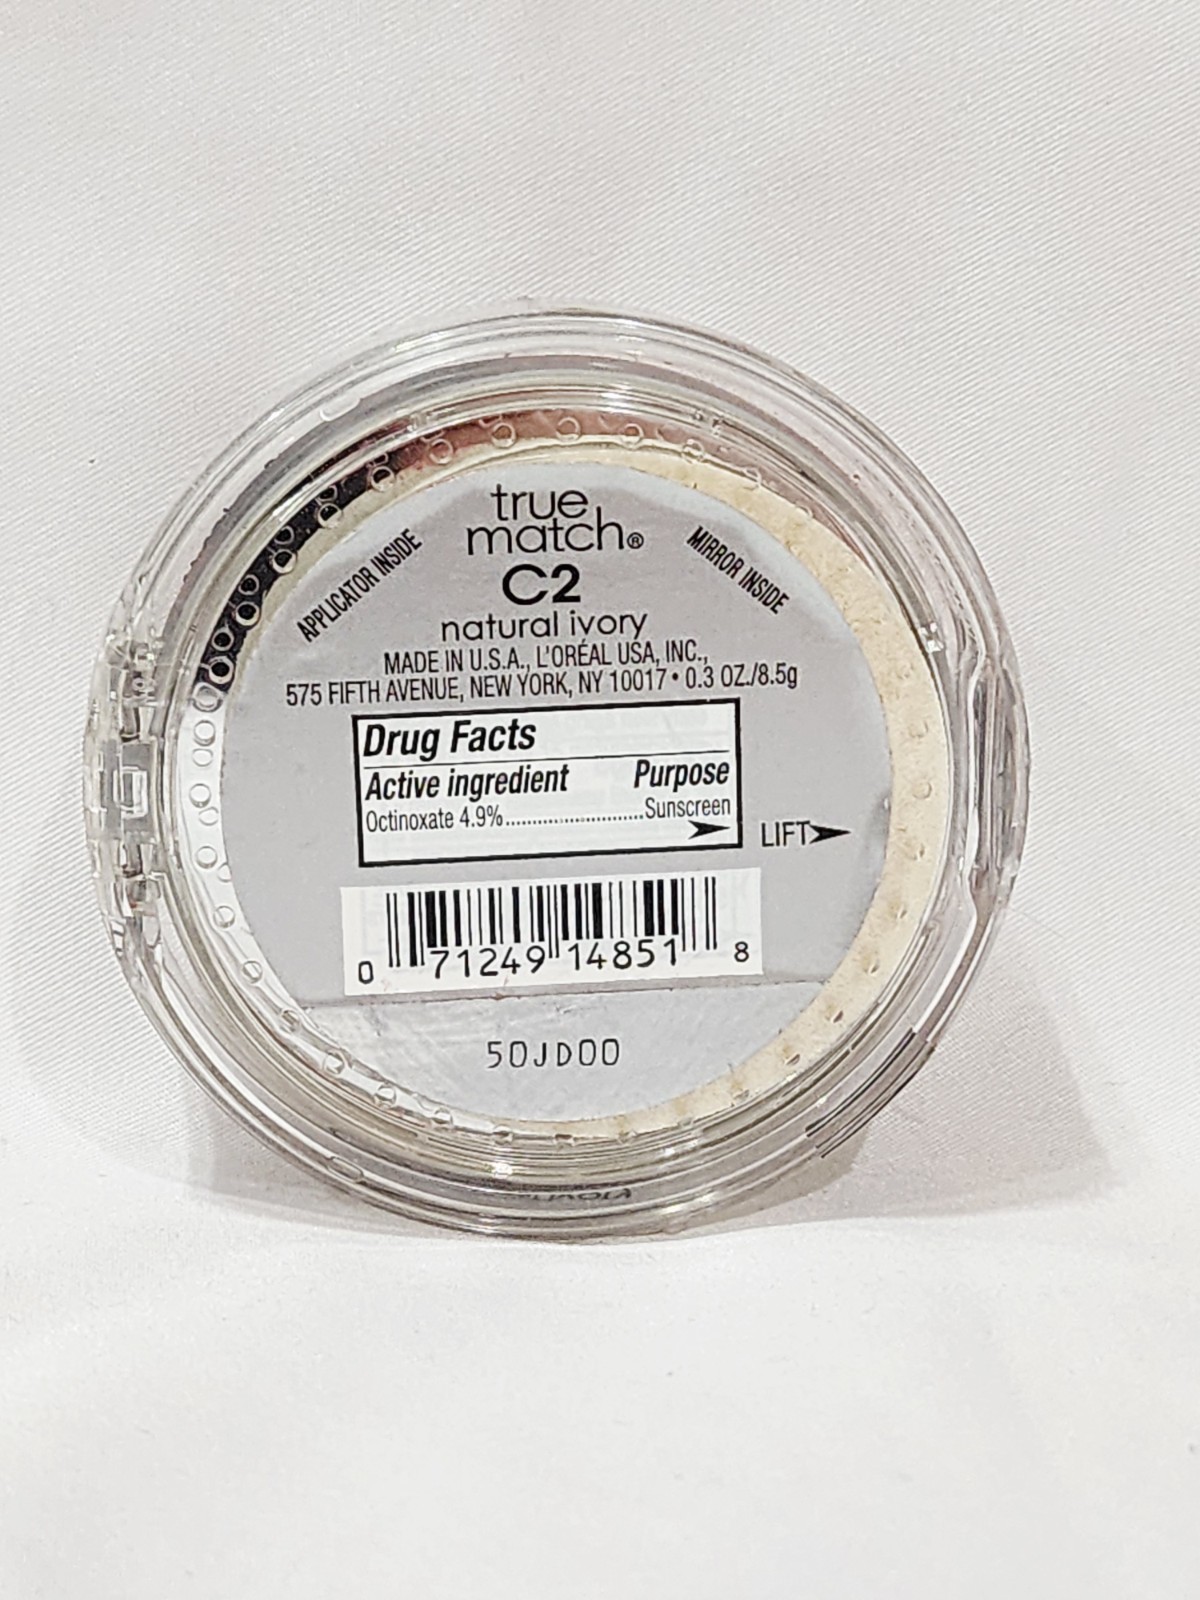 true
match®
C2
natural ivory
APPLICATOR INSIDE
MIRROR INSIDE
MADE IN U.S.A., L'ORÉAL USA, INC.,
575 FIFTH AVENUE, NEW YORK, NY 10017 • 0.3 OZ./8.5g
Drug Facts
Active ingredient Purpose
Octinoxate 4.9%..............................Sunscreen
LIFT
0 71249 14851 8
50JD00